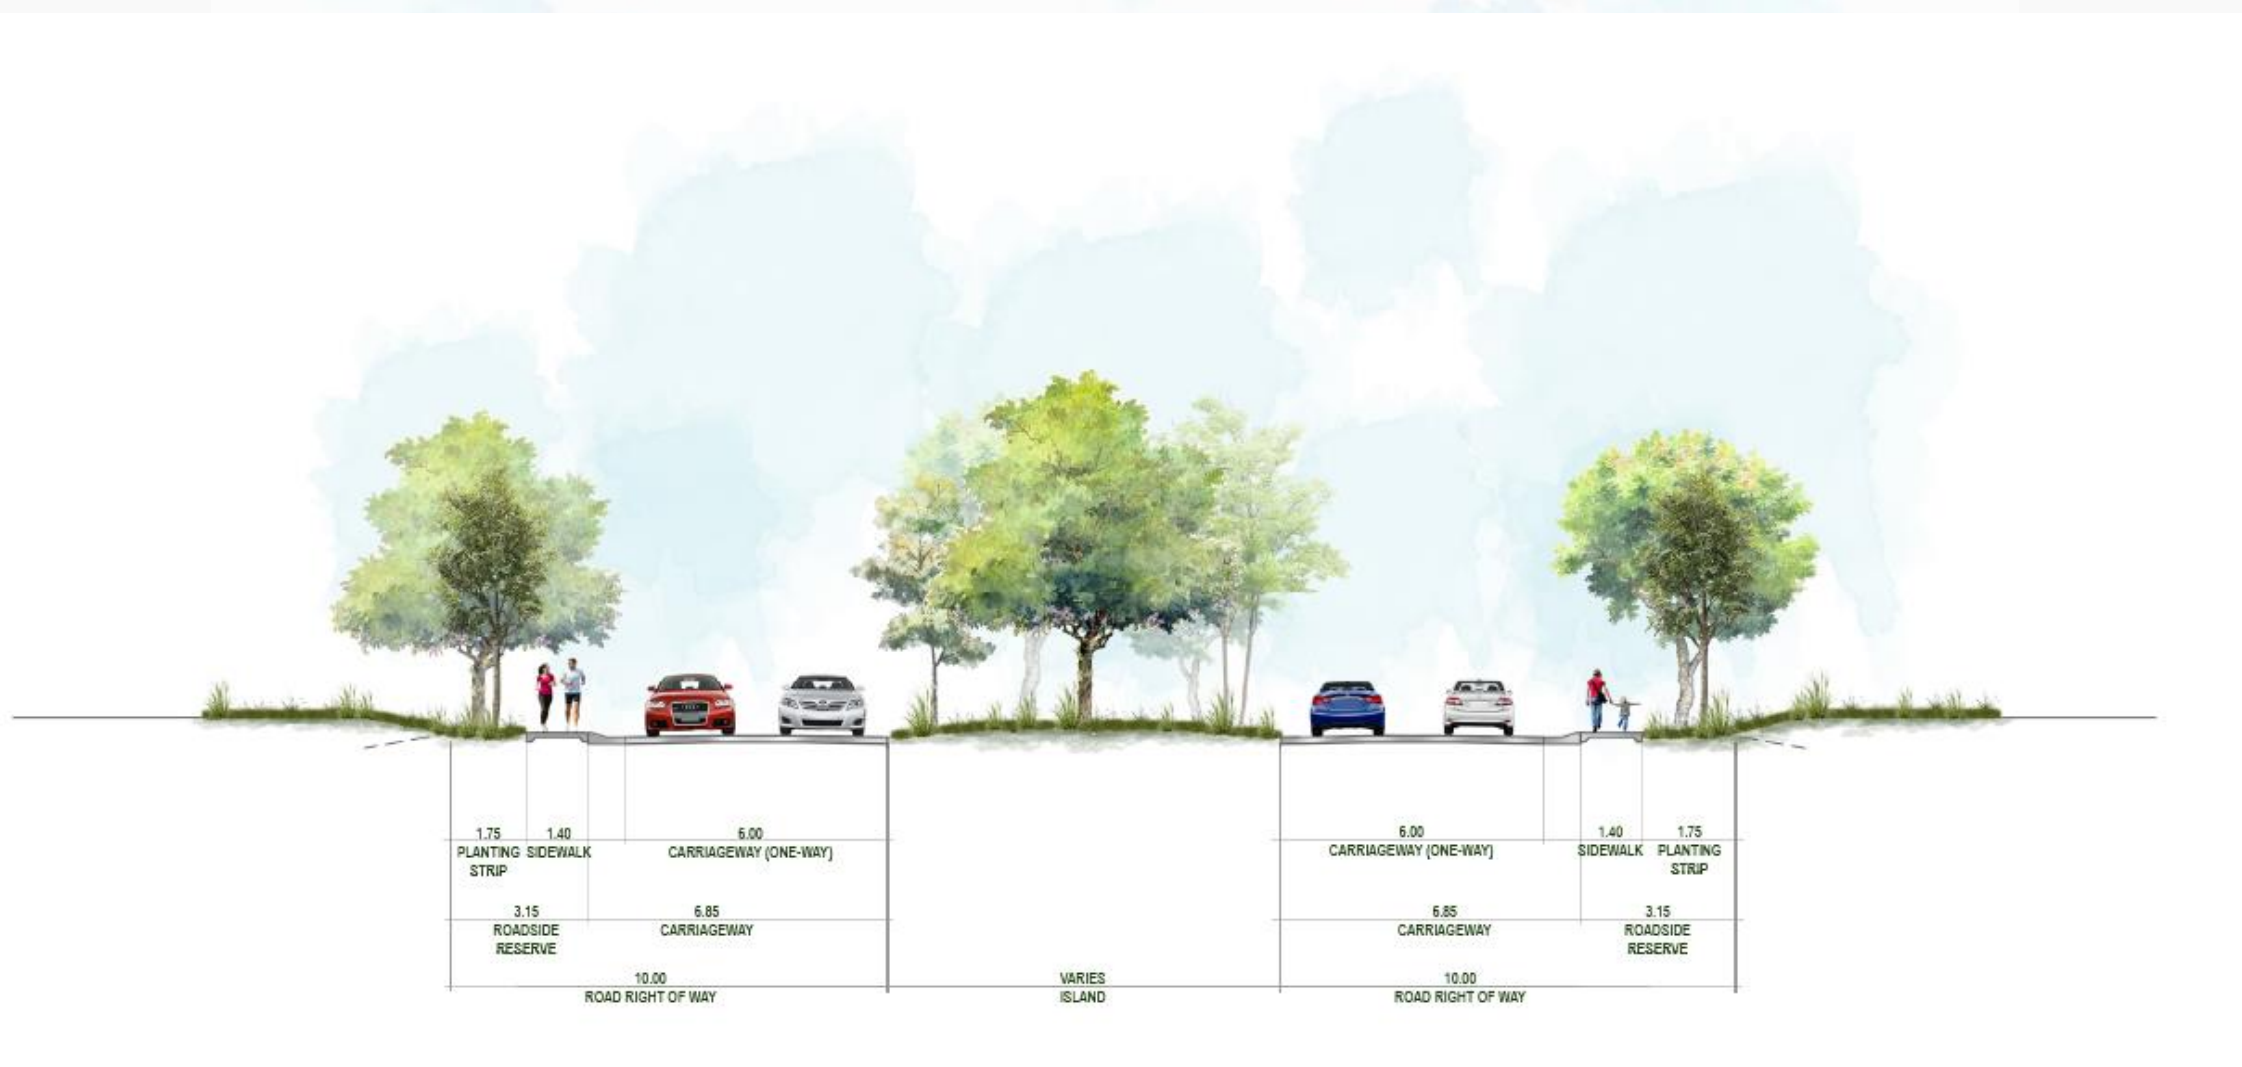 1.75
PLANTING
STRIP
1.40
SIDEWALK
6.00
CARRIAGEWAY (ONE-WAY)
6.00
CARRIAGEWAY (ONE-WAY)
1.40
SIDEWALK
1.75
PLANTING
STRIP
3.15
ROADSIDE
RESERVE
6.85
CARRIAGEWAY
6.85
CARRIAGEWAY
3.15
ROADSIDE
RESERVE
10.00
ROAD RIGHT OF WAY
VARIES
ISLAND
10.00
ROAD RIGHT OF WAY